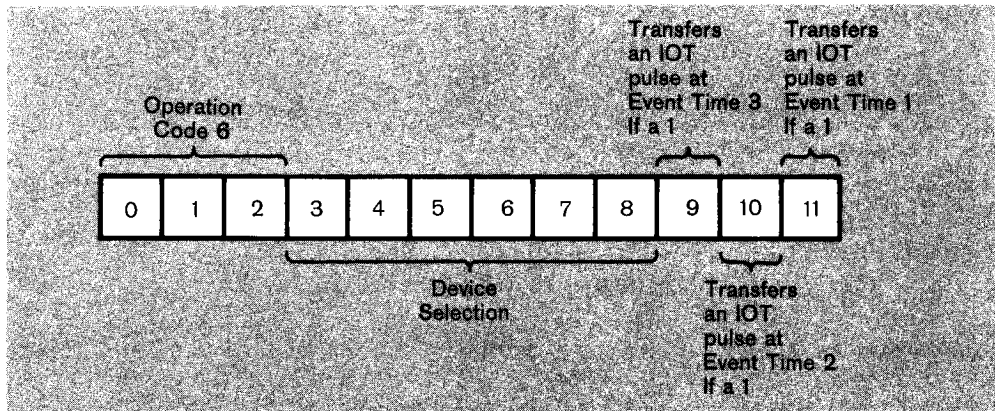 Transfers
an IOT
pulse at
Event Time 3
If a 1
Transfers
an IOT
pulse at
Event Time 1
If a 1
Operation
Code 6
0 1 2 3 4 5 6 7 8 9 10 11
Device
Selection
Transfers
an IOT
pulse at
Event Time 2
If a 1